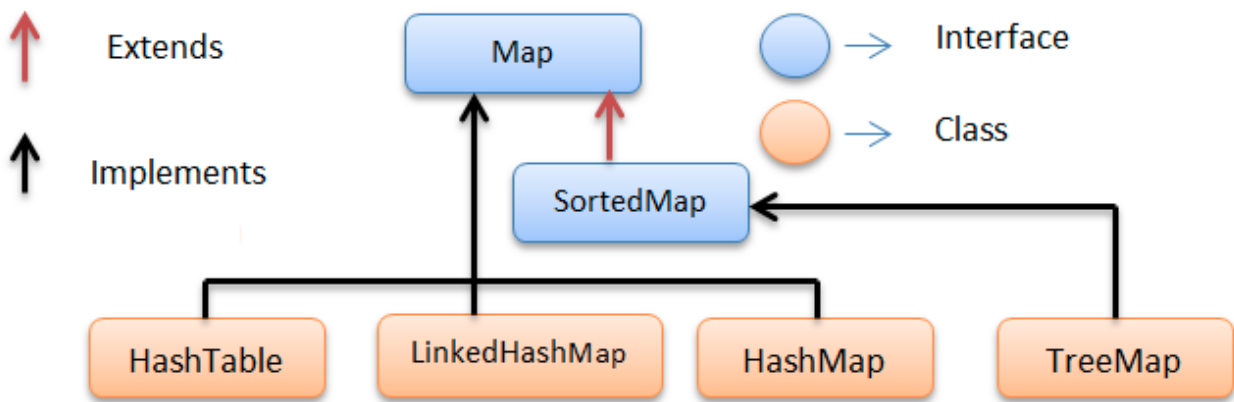 Extends
Map
Interface
Class
Implements
SortedMap
HashTable
LinkedHashMap
HashMap
TreeMap